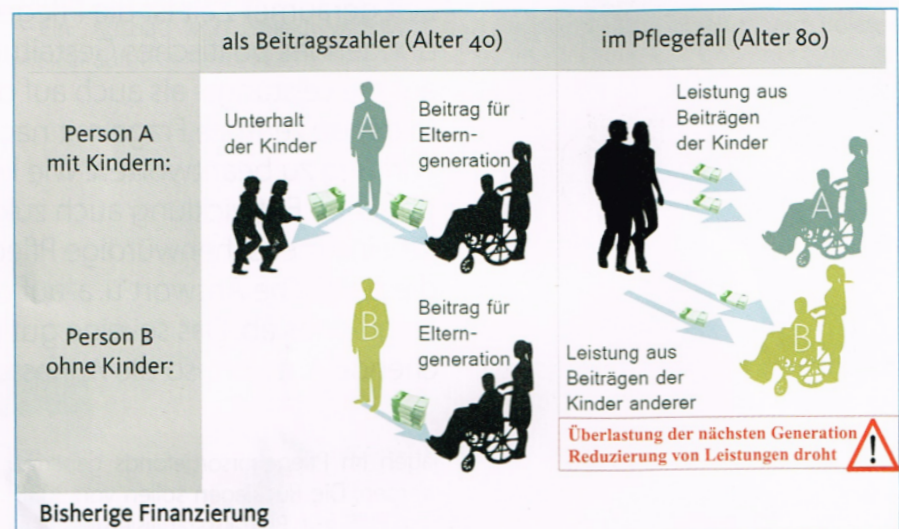 als Beitragszahler (Alter 40)
im Pflegefall (Alter 80)
Person A
mit Kindern:
Unterhalt
der Kinder
A
Beitrag für
Eltern-
generation
Leistung aus
Beiträgen
der Kinder
A
Person B
ohne Kinder:
B
Beitrag für
Eltern-
generation
Leistung aus
Beiträgen der
Kinder anderer
B
Überlastung der nächsten Generation
Reduzierung von Leistungen droht
!
Bisherige Finanzierung